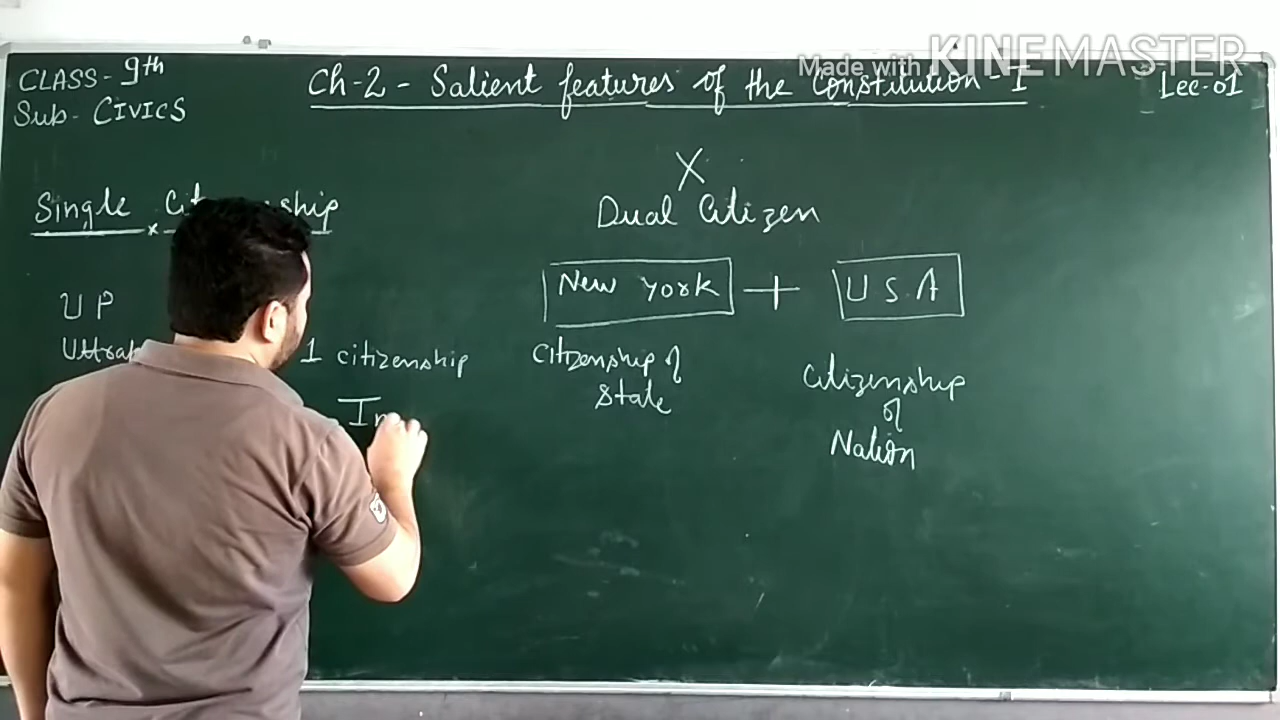 Made with KINEMASTER
CLASS- 9th
Sub- CIVICS
Ch-2 - Salient features of the Constitution - I
Lec-01
Single
X
Dual Citizen
New York + U.S.A
UP
1 citizenship
Citizenship of
State
Citizenship
of
Nation